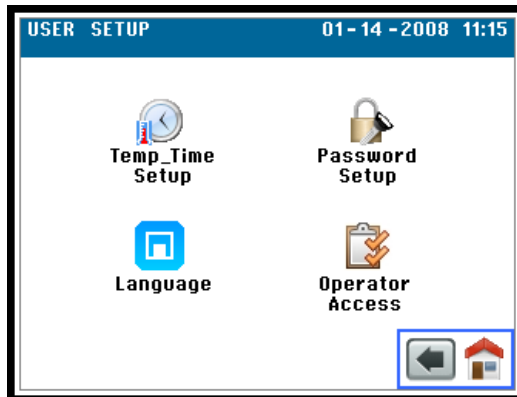 USER SETUP 01-14-2008 11:15
Temp_Time
Setup
Password
Setup
Language
Operator
Access